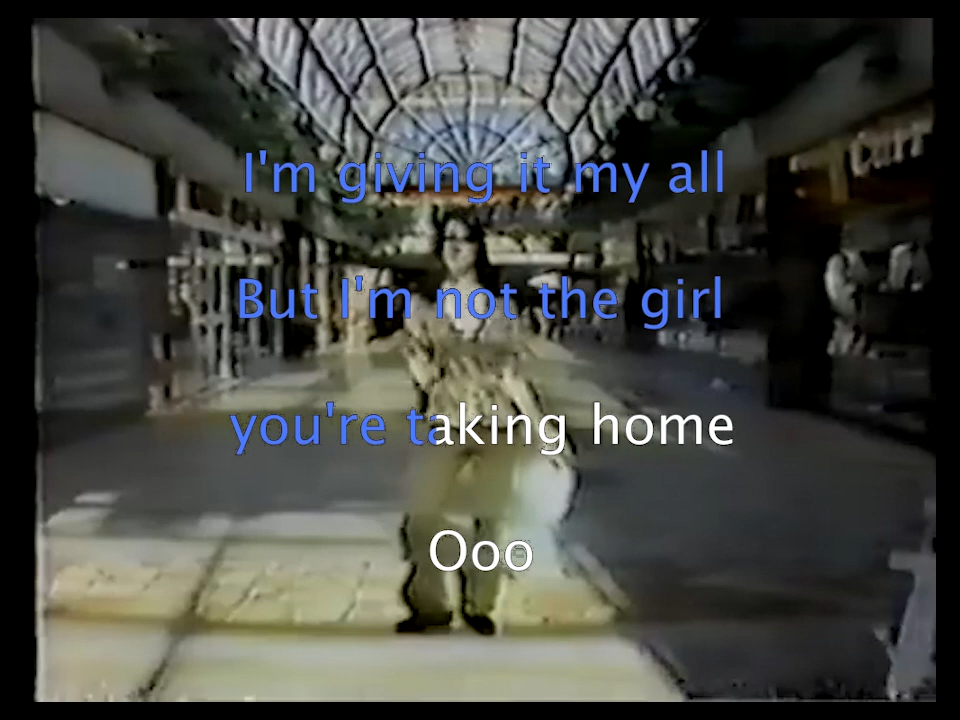 I'm giving it my all
But I'm not the girl
you're taking home
Ooo